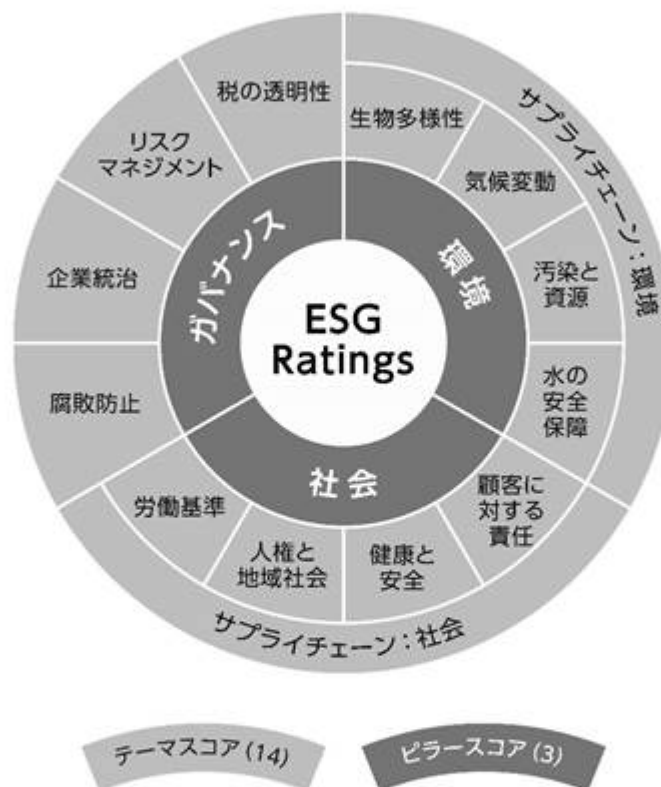 ESG
Ratings
環境
生物多様性
気候変動
汚染と
資源
水の
安全
保障
サプライチェーン：環境
社会
顧客に
対する
責任
健康と
安全
人権と
地域社会
労働基準
サプライチェーン：社会
ガバナンス
腐敗防止
企業統治
リスク
マネジメント
税の透明性
テーマスコア (14)
ピラースコア (3)